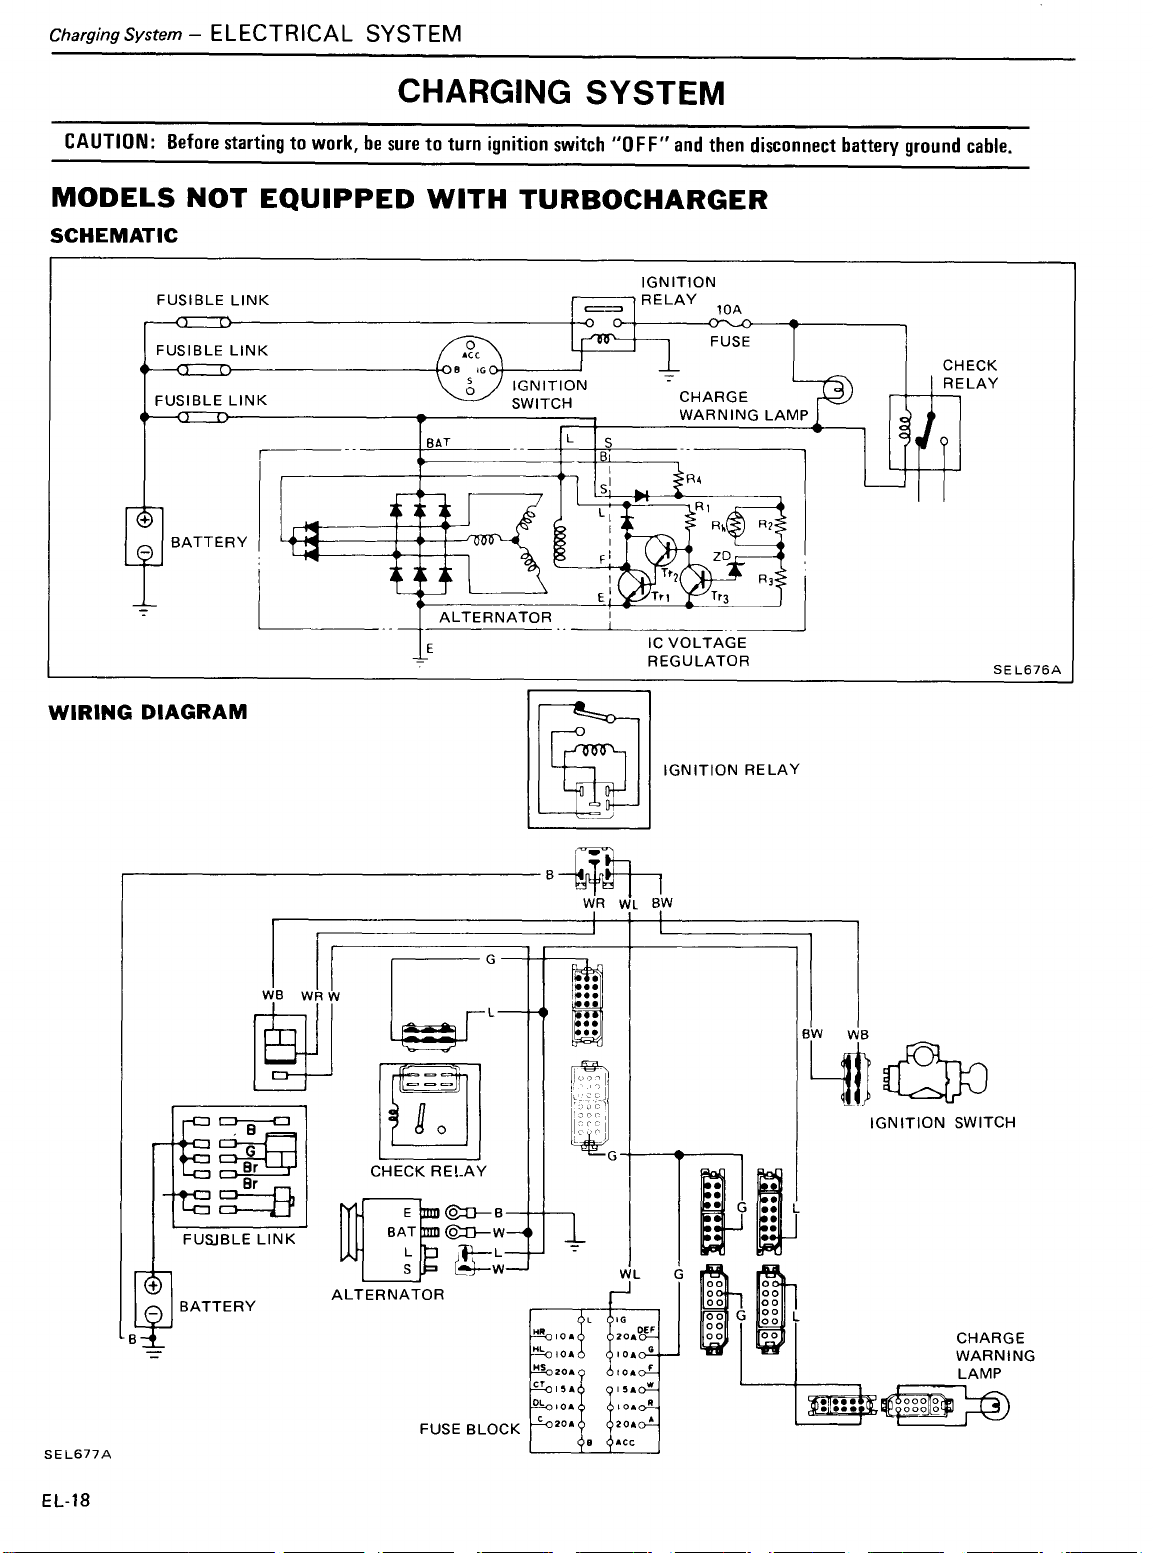 Charging System – ELECTRICAL SYSTEM
CHARGING SYSTEM
CAUTION: Before starting to work, be sure to turn ignition switch "OFF" and then disconnect battery ground cable.
MODELS NOT EQUIPPED WITH TURBOCHARGER
SCHEMATIC
FUSIBLE LINK
IGNITION
RELAY
10A
FUSE
FUSIBLE LINK
ACC
B
IG
S
IGNITION
SWITCH
CHECK
RELAY
FUSIBLE LINK
CHARGE
WARNING LAMP
BAT
L
S
B
R4
S
L
R1
Rh
R2
BATTERY
F
ZD
Tr2
R3
E
Tr1
Tr3
ALTERNATOR
E
IC VOLTAGE
REGULATOR
SEL676A
WIRING DIAGRAM
IGNITION RELAY
B
WR WL BW
G
WB WR W
L
BW WB
IGNITION SWITCH
B
G
Br
Br
CHECK RELAY
G
FUSIBLE LINK
E
B
BAT
W
L
L
S
W
G
L
ALTERNATOR
WL
G
BATTERY
G
L
B
L
IG
HR
10A
20A
DEF
HL
10A
10A
G
HS
20A
10A
F
CT
15A
15A
W
DL
10A
10A
R
C
20A
20A
A
B
ACC
FUSE BLOCK
CHARGE
WARNING
LAMP
SEL677A
EL-18